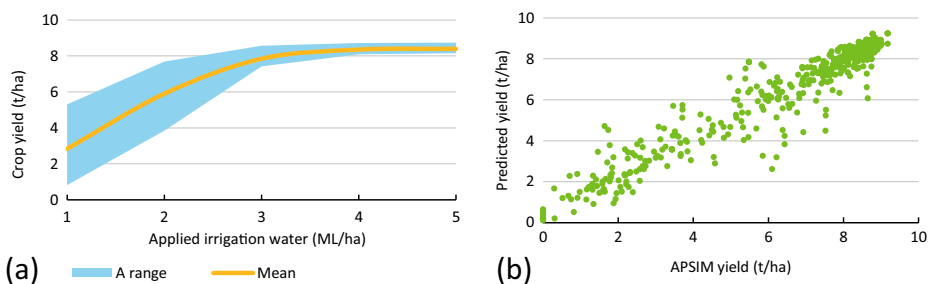 Crop yield (t/ha)
10
8
6
4
2
0
1 2 3 4 5
Applied irrigation water (ML/ha)
(a)
A range Mean
Predicted yield (t/ha)
10
8
6
4
2
0
0 2 4 6 8 10
APSIM yield (t/ha)
(b)